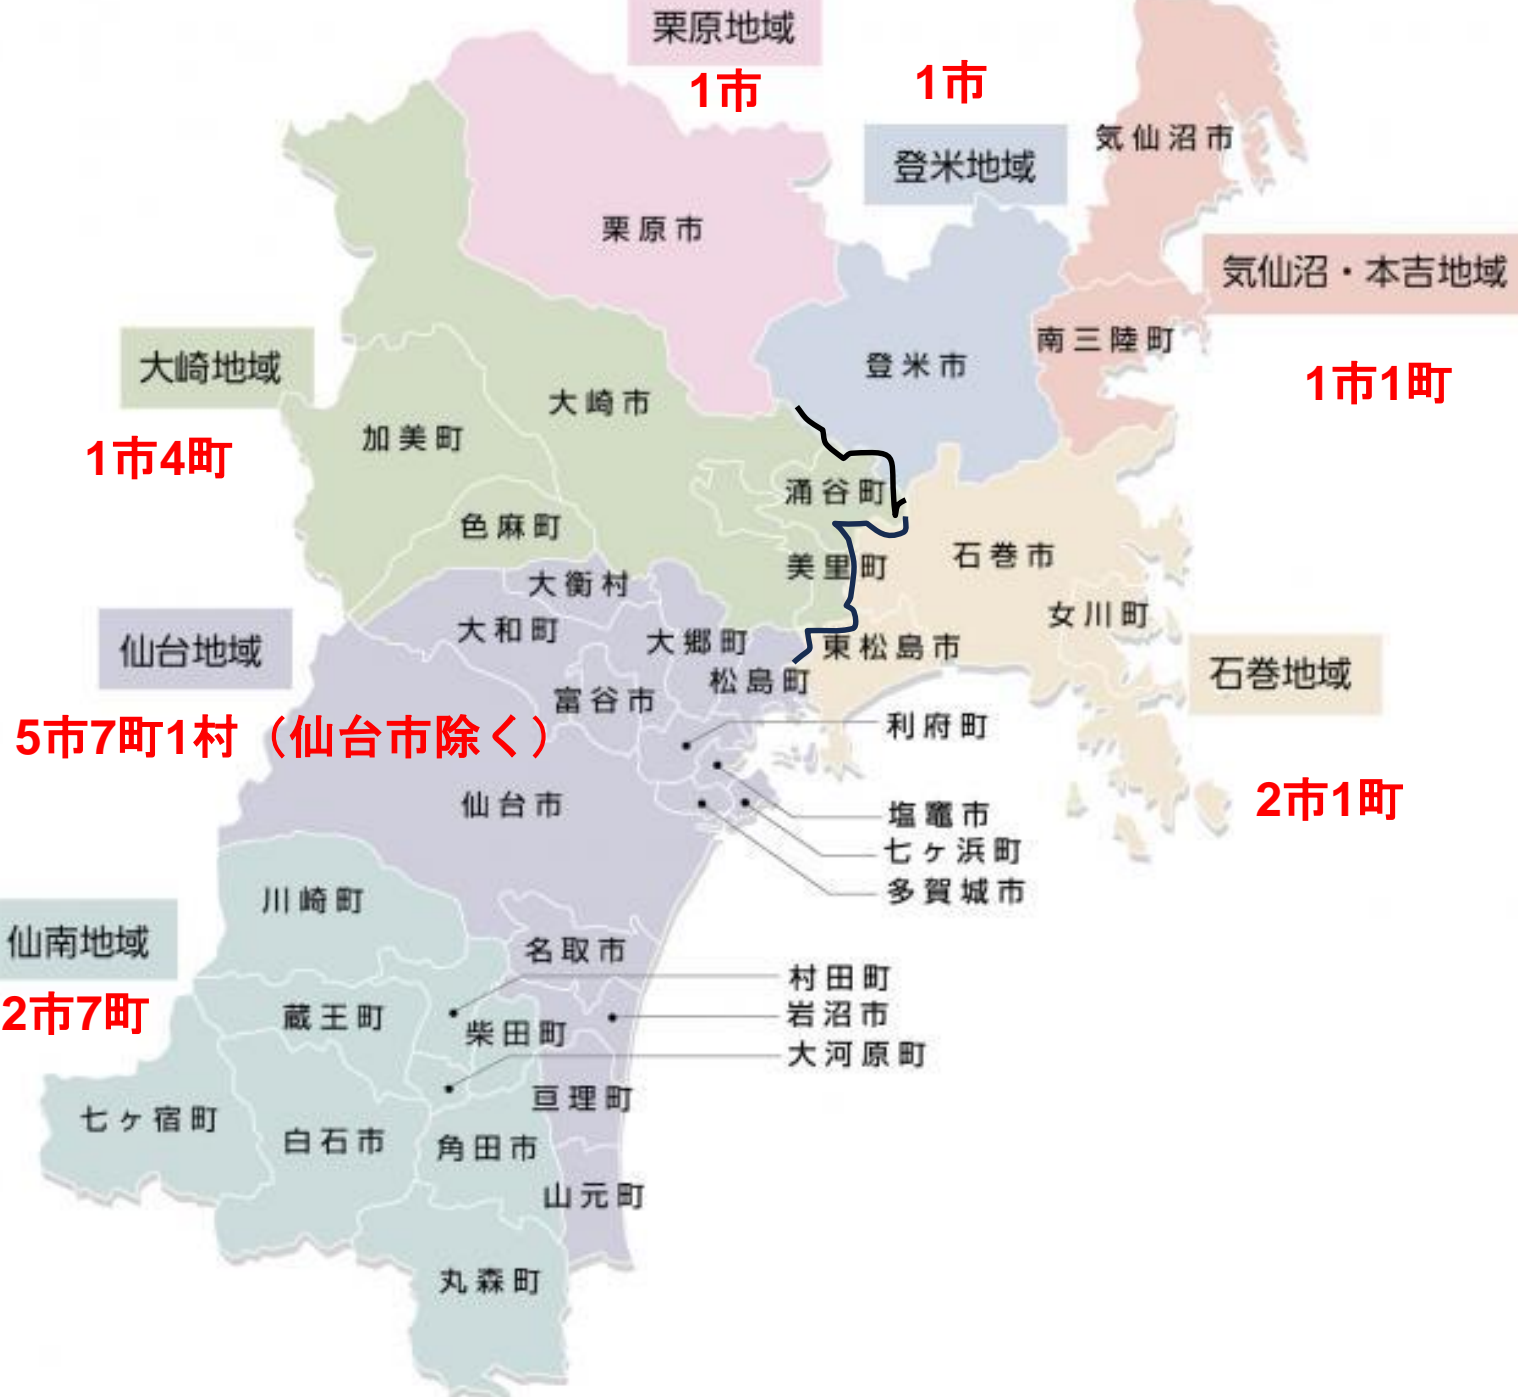 栗原地域
1市
1市
登米地域
気仙沼市
栗原市
気仙沼・本吉地域
南三陸町
大崎地域
登米市
1市1町
大崎市
加美町
1市4町
涌谷町
色麻町
石巻市
美里町
大衡村
女川町
大和町
大郷町
仙台地域
東松島市
石巻地域
松島町
富谷市
利府町
5市7町1村（仙台市除く）
仙台市
2市1町
塩竈市
七ヶ浜町
多賀城市
川崎町
仙南地域
名取市
村田町
2市7町
蔵王町
岩沼市
柴田町
大河原町
亘理町
七ヶ宿町
白石市
角田市
山元町
丸森町